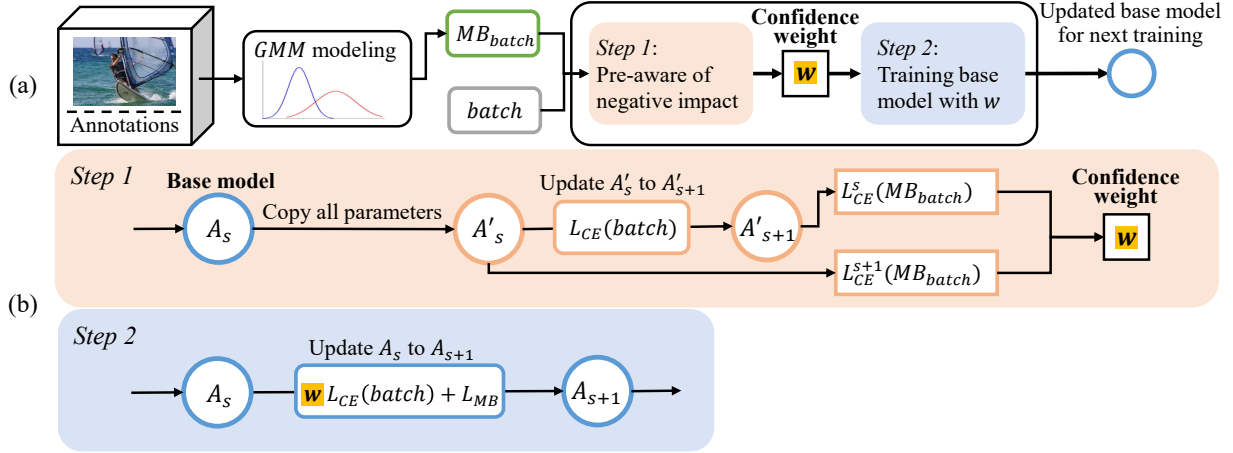 (a)
Annotations
GMM modeling
MB_batch
batch
Step 1:
Pre-aware of
negative impact
Confidence
weight
w
Step 2:
Training base
model with w
Updated base model
for next training
(b)
Step 1
Base model
A_s
Copy all parameters
A'_s
Update A'_s to A'_{s+1}
L_CE(batch)
A'_{s+1}
L^s_CE(MB_batch)
L^{s+1}_CE(MB_batch)
Confidence
weight
w
Step 2
A_s
Update A_s to A_{s+1}
w L_CE(batch) + L_MB
A_{s+1}